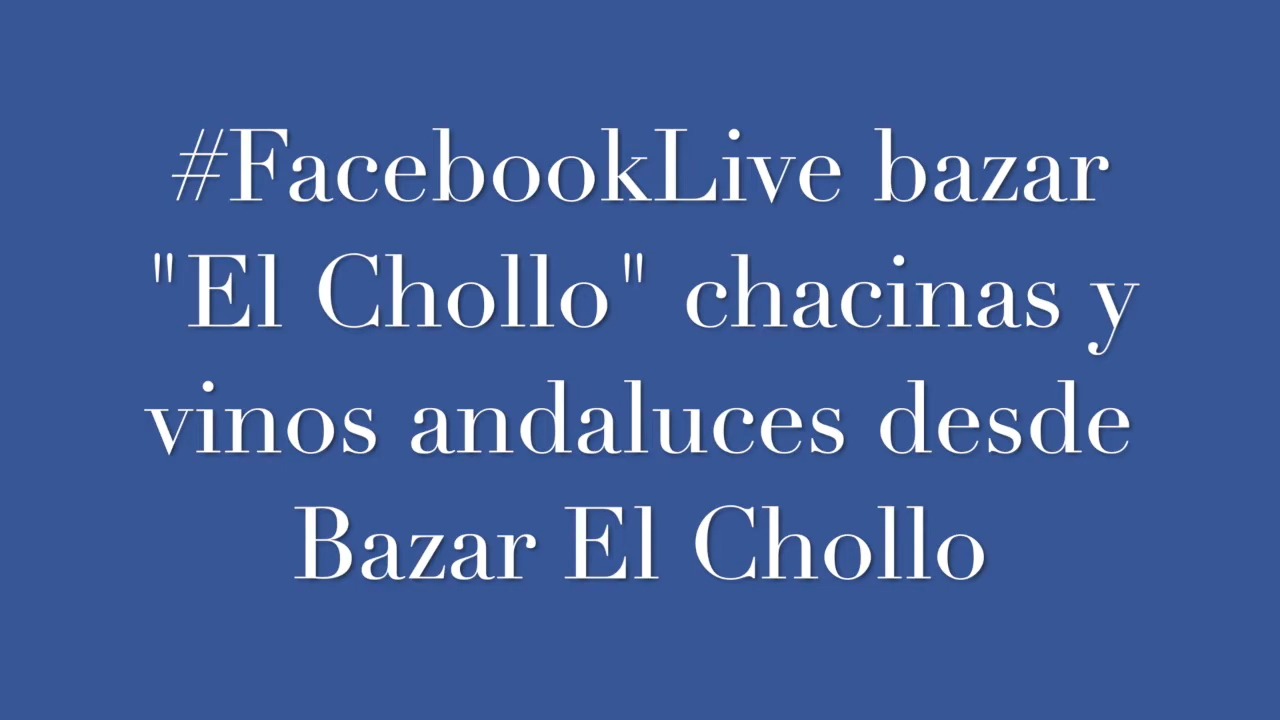 #FacebookLive bazar
"El Chollo" chacinas y
vinos andaluces desde
Bazar El Chollo